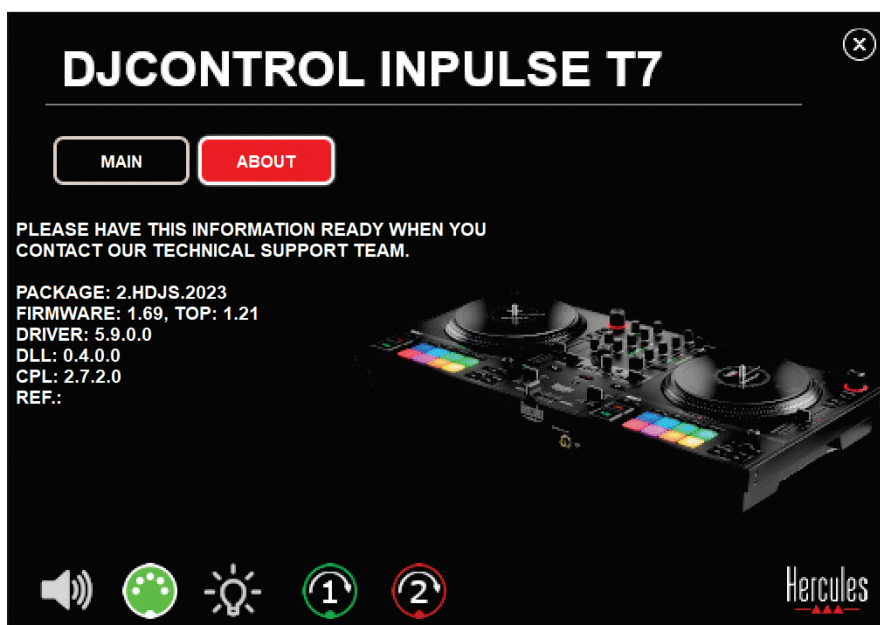 DJCONTROL INPULSE T7
MAIN
ABOUT
PLEASE HAVE THIS INFORMATION READY WHEN YOU
CONTACT OUR TECHNICAL SUPPORT TEAM.
PACKAGE: 2.HDJS.2023
FIRMWARE: 1.69, TOP: 1.21
DRIVER: 5.9.0.0
DLL: 0.4.0.0
CPL: 2.7.2.0
REF.:
1
2
Hercules